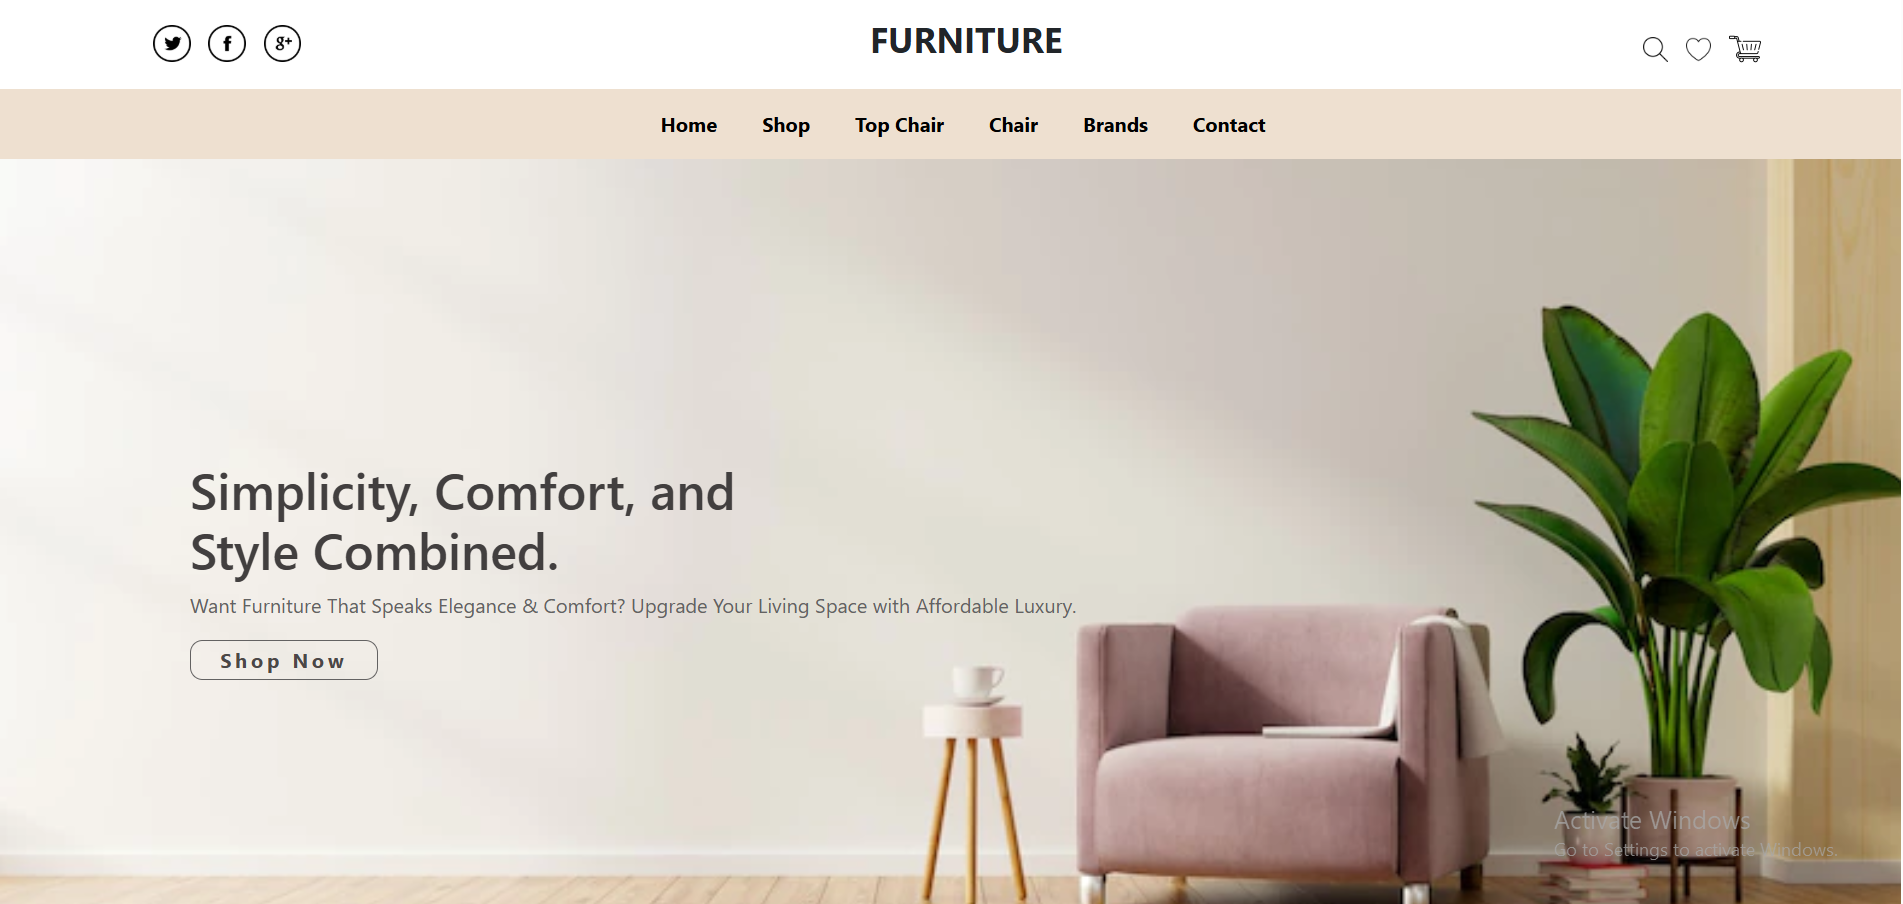 FURNITURE
Home Shop Top Chair Chair Brands Contact
Simplicity, Comfort, and
Style Combined.
Want Furniture That Speaks Elegance & Comfort? Upgrade Your Living Space with Affordable Luxury.
Shop Now
Activate Windows
Go to Settings to activate Windows.